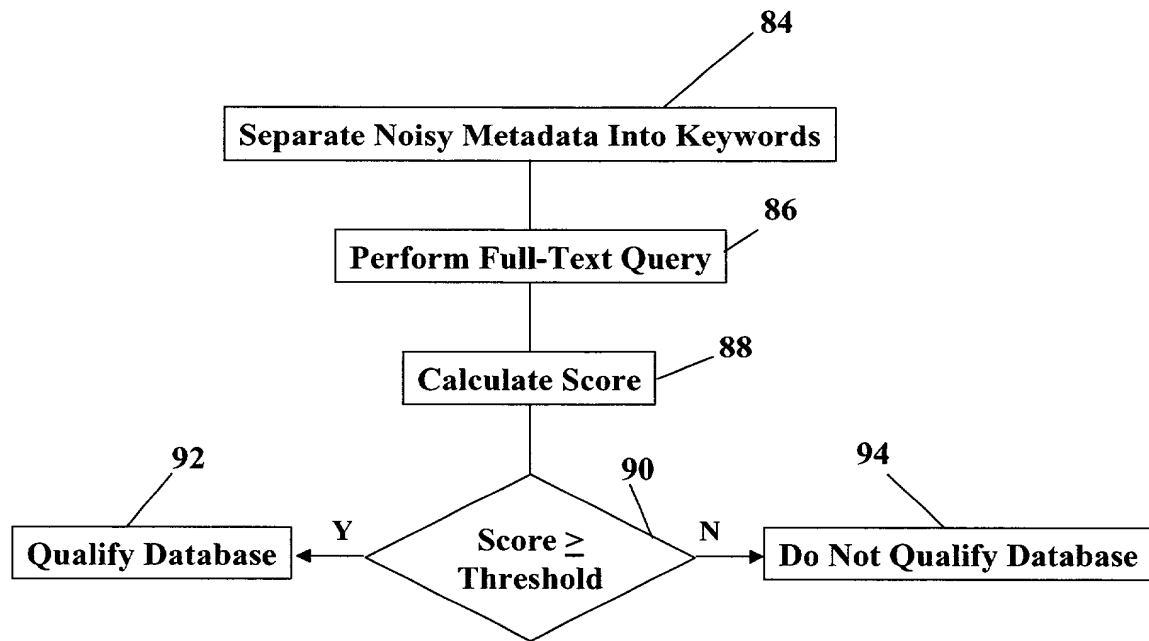 84
Separate Noisy Metadata Into Keywords
86
Perform Full-Text Query
88
Calculate Score
92
90
94
Y
N
Qualify Database
Score ≥
Threshold
Do Not Qualify Database